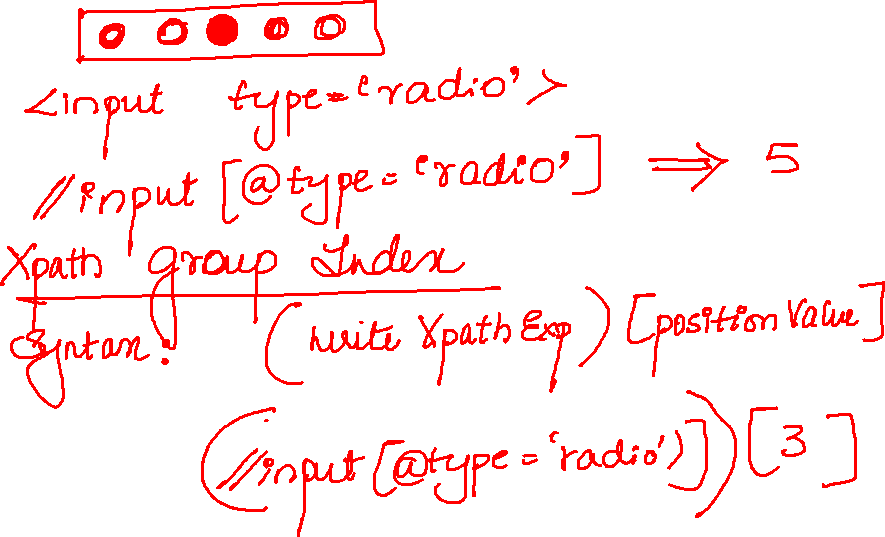 <input type='radio'>
//input [@type='radio'] ⇒ 5
Xpath group Index
Syntax: (write Xpath Exp) [position Value]
(//input [@type='radio')]) [3]